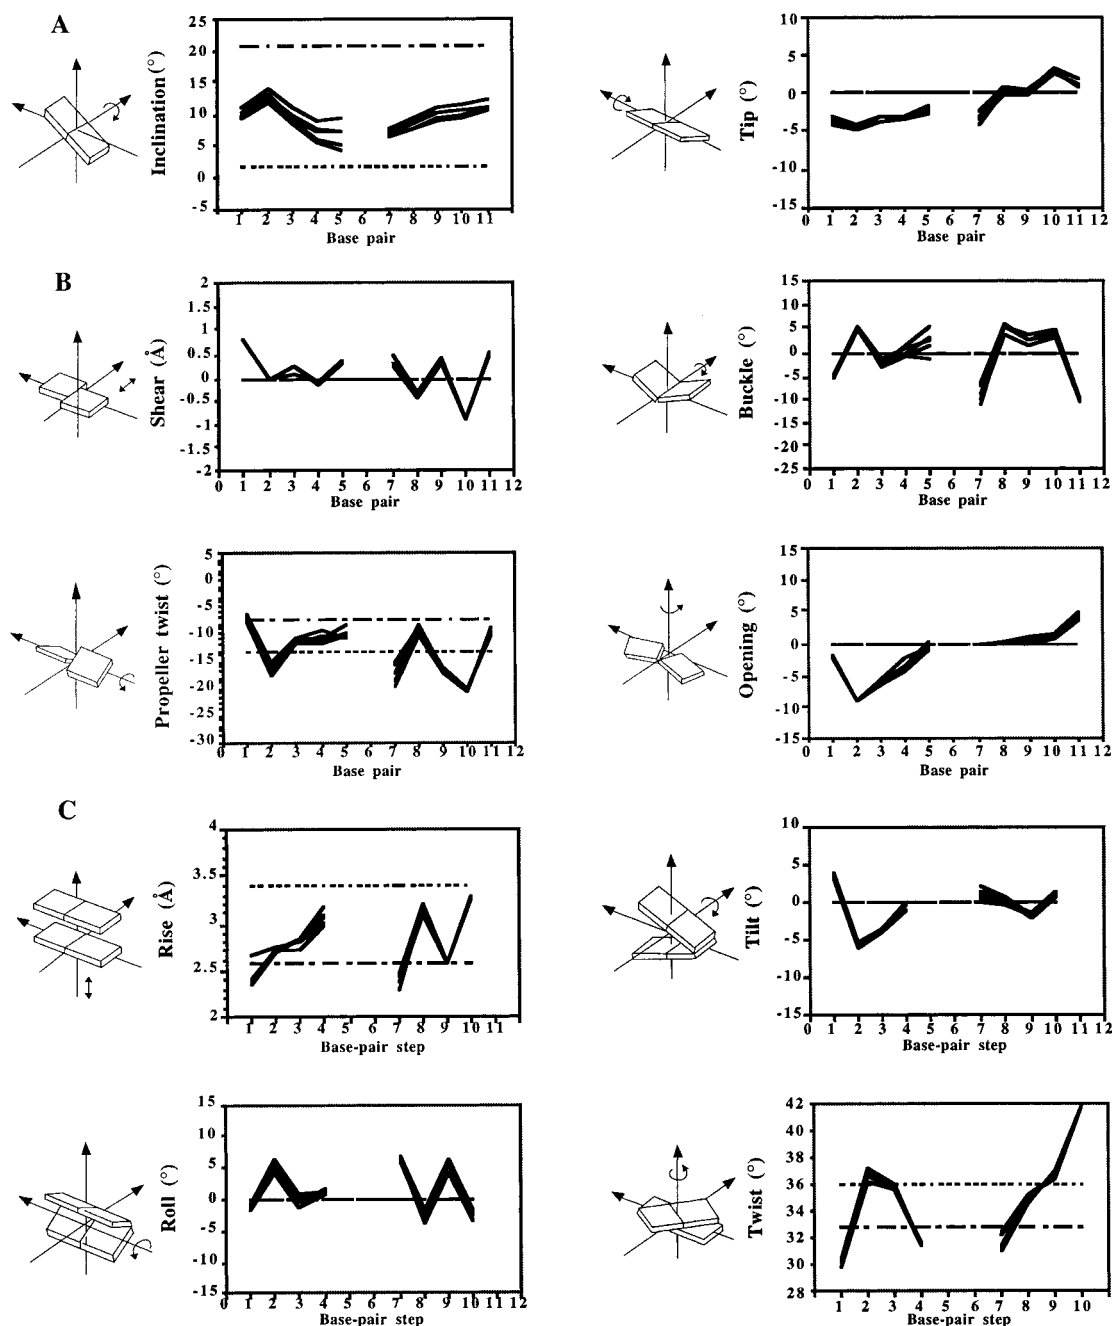 A
Inclination (°)
25
20
15
10
5
0
-5
1 2 3 4 5 6 7 8 9 10 11
Base pair
Tip (°)
10
5
0
-5
-10
-15
0 1 2 3 4 5 6 7 8 9 10 11 12
Base pair
B
Shear (Å)
2
1.5
1
0.5
0
-0.5
-1
-1.5
-2
0 1 2 3 4 5 6 7 8 9 10 11 12
Base pair
Buckle (°)
15
10
5
0
-5
-10
-15
-20
-25
0 1 2 3 4 5 6 7 8 9 10 11 12
Base pair
Propeller twist (°)
5
0
-5
-10
-15
-20
-25
-30
0 1 2 3 4 5 6 7 8 9 10 11 12
Base pair
Opening (°)
15
10
5
0
-5
-10
-15
0 1 2 3 4 5 6 7 8 9 10 11 12
Base pair
C
Rise (Å)
4
3.5
3
2.5
2
0 1 2 3 4 5 6 7 8 9 10 11
Base-pair step
Tilt (°)
10
5
0
-5
-10
-15
0 1 2 3 4 5 6 7 8 9 10 11 12
Base-pair step
Roll (°)
15
10
5
0
-5
-10
-15
0 1 2 3 4 5 6 7 8 9 10 11 12
Base-pair step
Twist (°)
42
40
38
36
34
32
30
28
1 2 3 4 5 6 7 8 9 10 11
Base-pair step